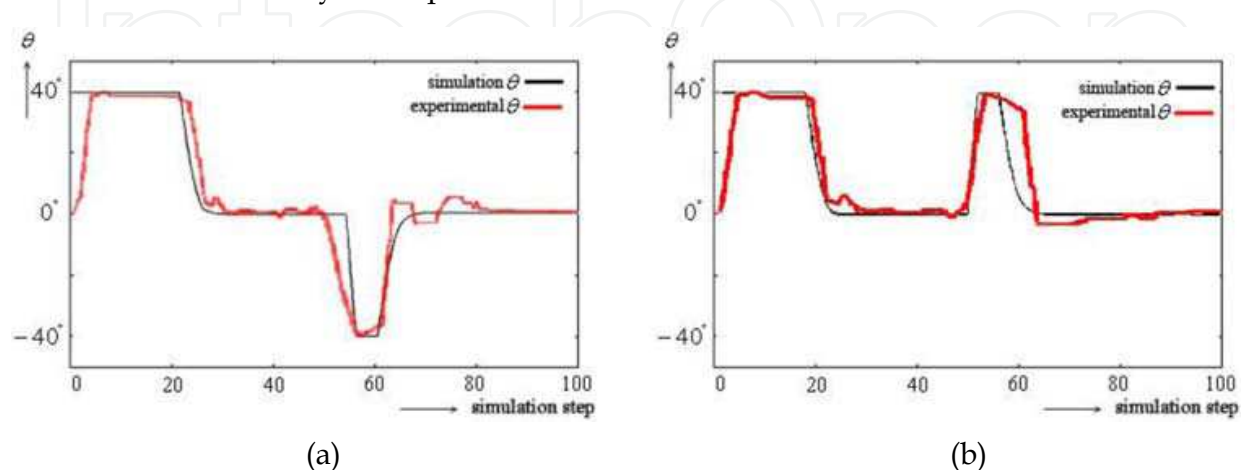 θ
40°
0°
−40°
simulation θ
experimental θ
0 20 40 60 80 100
simulation step
(a)
θ
40°
0°
−40°
simulation θ
experimental θ
0 20 40 60 80 100
simulation step
(b)